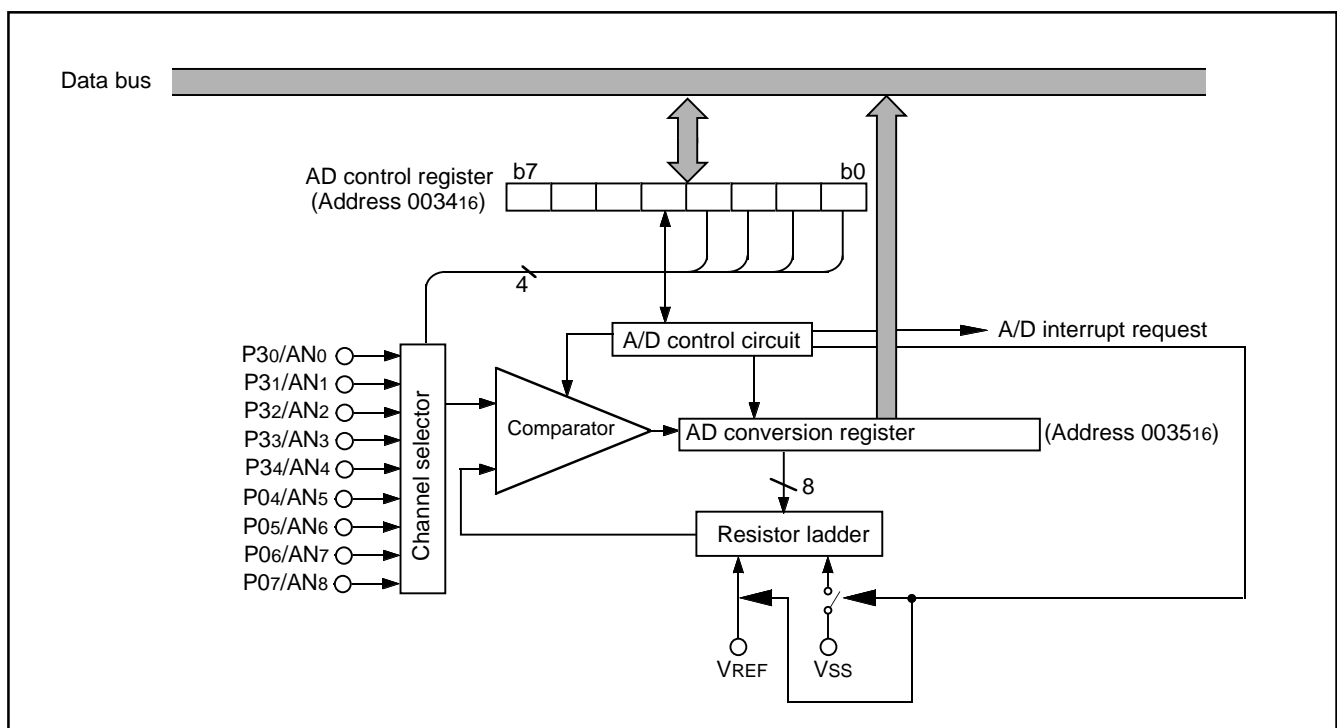 Data bus
b7
b0
AD control register
(Address 003416)
4
A/D control circuit
A/D interrupt request
P30/AN0
P31/AN1
P32/AN2
P33/AN3
P34/AN4
P04/AN5
P05/AN6
P06/AN7
P07/AN8
Channel selector
Comparator
AD conversion register
(Address 003516)
8
Resistor ladder
VREF
VSS